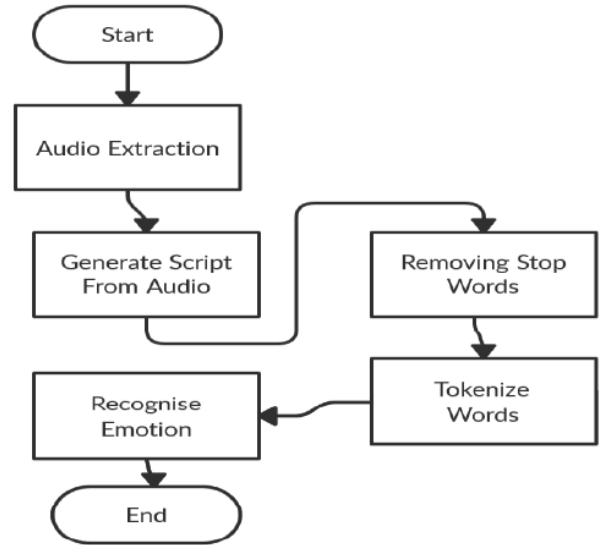 Start
Audio Extraction
Generate Script
From Audio
Removing Stop
Words
Tokenize
Words
Recognise
Emotion
End